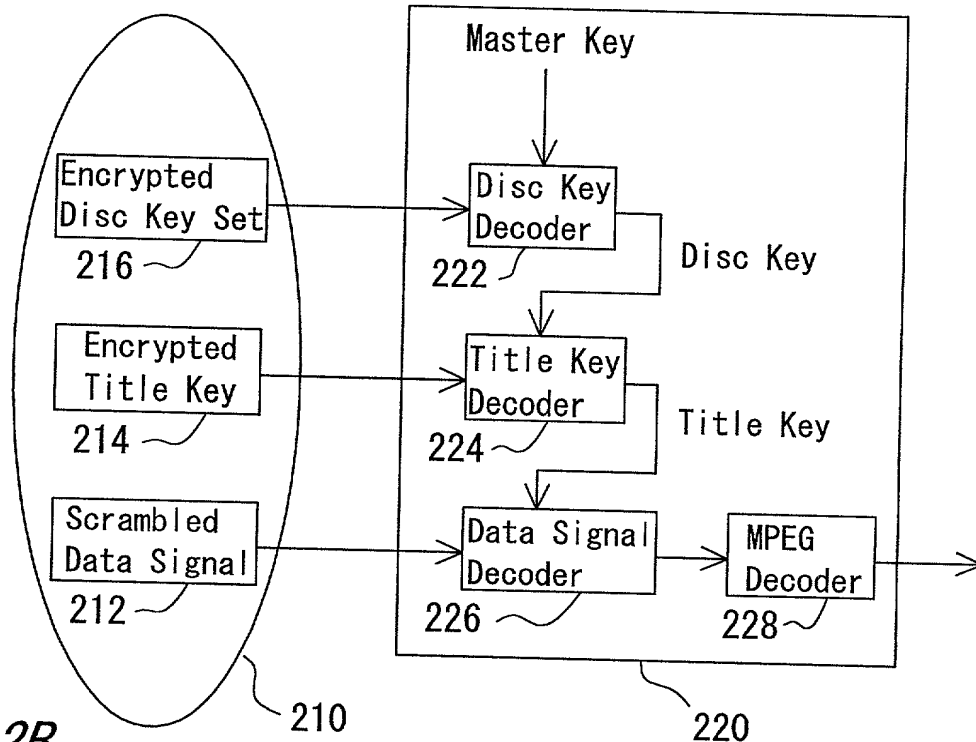 Master Key
Encrypted
Disc Key Set
216
Disc Key
Decoder
222
Disc Key
Encrypted
Title Key
214
Title Key
Decoder
224
Title Key
Scrambled
Data Signal
212
Data Signal
Decoder
226
MPEG
Decoder
228
210
220